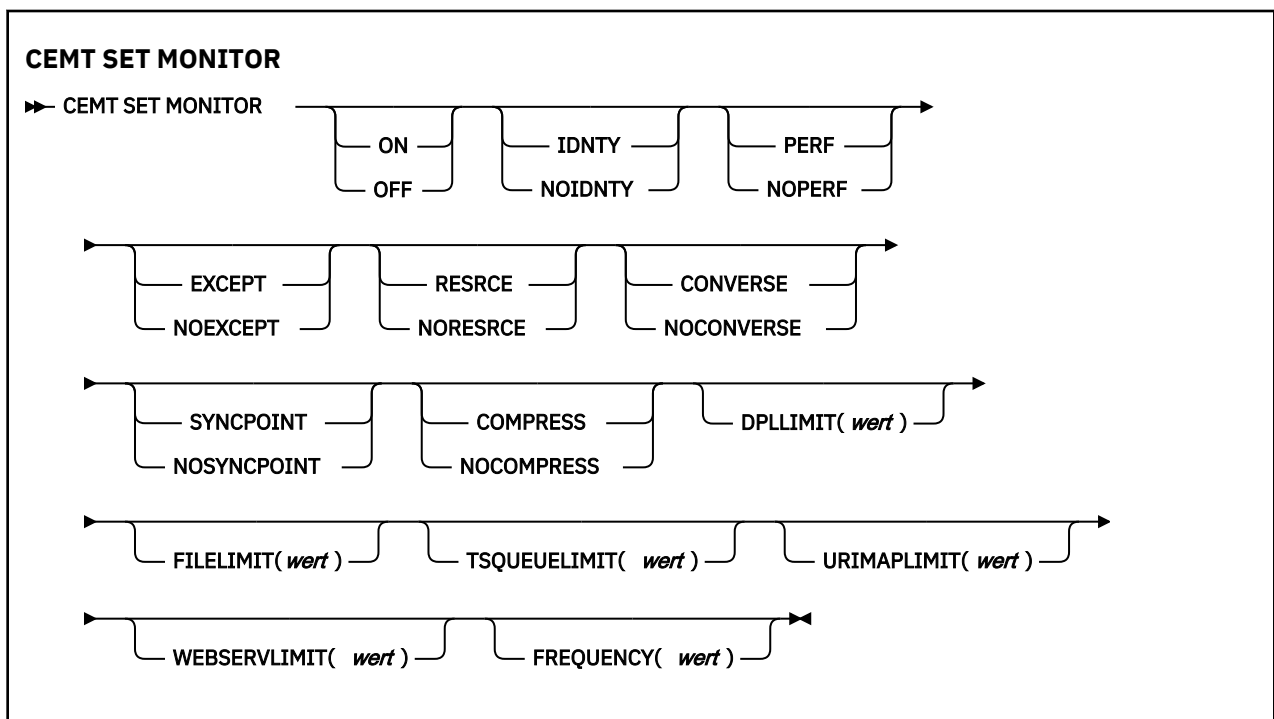 CEMT SET MONITOR
CEMT SET MONITOR
ON IDNTY PERF
OFF NOIDNTY NOPERF
EXCEPT RESRCE CONVERSE
NOEXCEPT NORESRCE NOCONVERSE
SYNCPOINT COMPRESS DPLLIMIT( wert )
NOSYNCPOINT NOCOMPRESS
FILELIMIT( wert ) TSQUEUELIMIT( wert ) URIMAPLIMIT( wert )
WEBSERVLIMIT( wert ) FREQUENCY( wert )